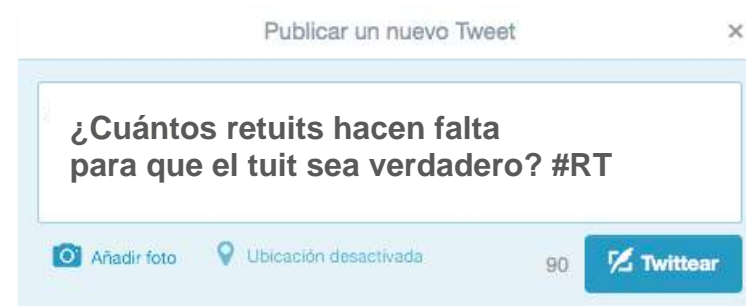 Publicar un nuevo Tweet ×
¿Cuántos retuits hacen falta
para que el tuit sea verdadero? #RT
Añadir foto Ubicación desactivada 90 Twittear